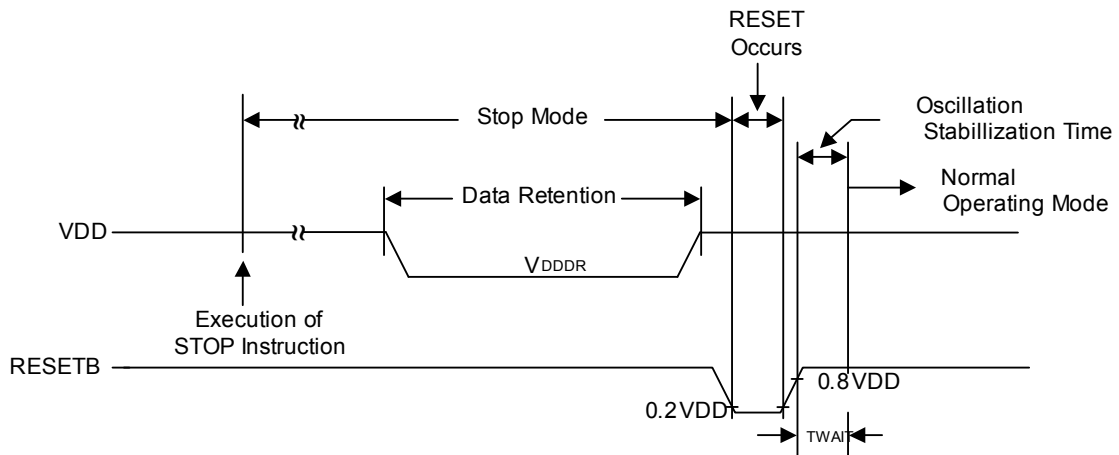 RESET
Occurs
Stop Mode
Oscillation
Stabillization Time
Data Retention
Normal
Operating Mode
VDD
VDDDR
Execution of
STOP Instruction
RESETB
0.8VDD
0.2VDD
TWAIT